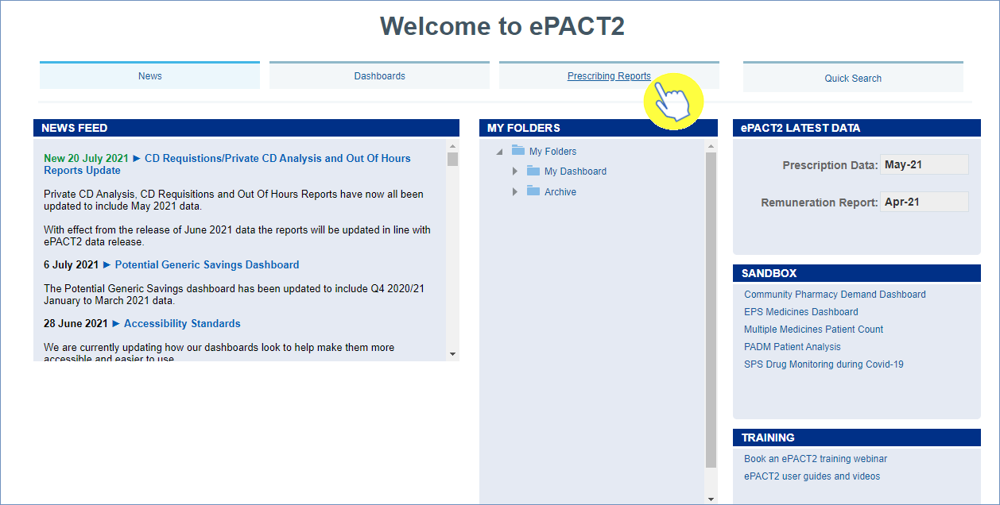 Welcome to ePACT2
News
Dashboards
Prescribing Reports
Quick Search
NEWS FEED
New 20 July 2021 ► CD Requistions/Private CD Analysis and Out Of Hours
Reports Update
Private CD Analysis, CD Requisitions and Out Of Hours Reports have now all been
updated to include May 2021 data.
With effect from the release of June 2021 data the reports will be updated in line with
ePACT2 data release.
6 July 2021 ► Potential Generic Savings Dashboard
The Potential Generic Savings dashboard has been updated to include Q4 2020/21
January to March 2021 data.
28 June 2021 ► Accessibility Standards
We are currently updating how our dashboards look to help make them more
accessible and easier to use
MY FOLDERS
My Folders
My Dashboard
Archive
ePACT2 LATEST DATA
Prescription Data: May-21
Remuneration Report: Apr-21
SANDBOX
Community Pharmacy Demand Dashboard
EPS Medicines Dashboard
Multiple Medicines Patient Count
PADM Patient Analysis
SPS Drug Monitoring during Covid-19
TRAINING
Book an ePACT2 training webinar
ePACT2 user guides and videos